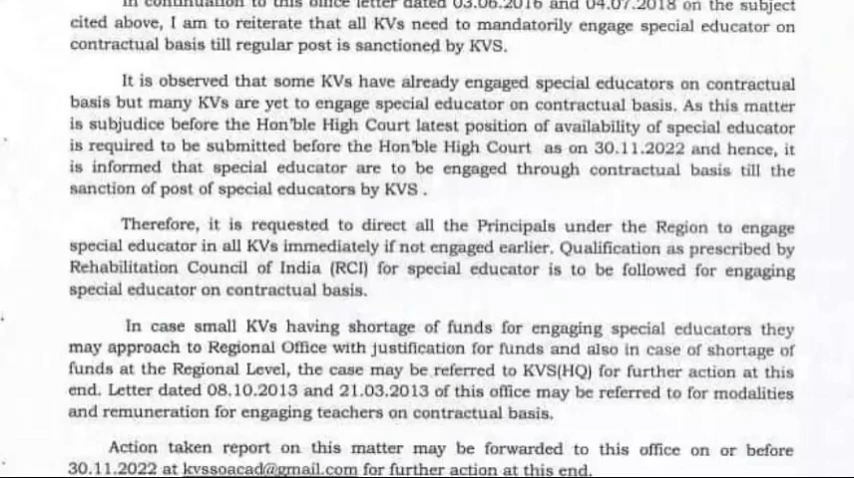 In continuation to this office letter dated 03.06.2016 and 04.07.2018 on the subject
cited above, I am to reiterate that all KVs need to mandatorily engage special educator on
contractual basis till regular post is sanctioned by KVS.
It is observed that some KVs have already engaged special educators on contractual
basis but many KVs are yet to engage special educator on contractual basis. As this matter
is subjudice before the Hon'ble High Court latest position of availability of special educator
is required to be submitted before the Hon'ble High Court as on 30.11.2022 and hence, it
is informed that special educator are to be engaged through contractual basis till the
sanction of post of special educators by KVS .
Therefore, it is requested to direct all the Principals under the Region to engage
special educator in all KVs immediately if not engaged earlier. Qualification as prescribed by
Rehabilitation Council of India (RCI) for special educator is to be followed for engaging
special educator on contractual basis.
In case small KVs having shortage of funds for engaging special educators they
may approach to Regional Office with justification for funds and also in case of shortage of
funds at the Regional Level, the case may be referred to KVS(HQ) for further action at this
end. Letter dated 08.10.2013 and 21.03.2013 of this office may be referred to for modalities
and remuneration for engaging teachers on contractual basis.
Action taken report on this matter may be forwarded to this office on or before
30.11.2022 at kvssoacad@gmail.com for further action at this end.